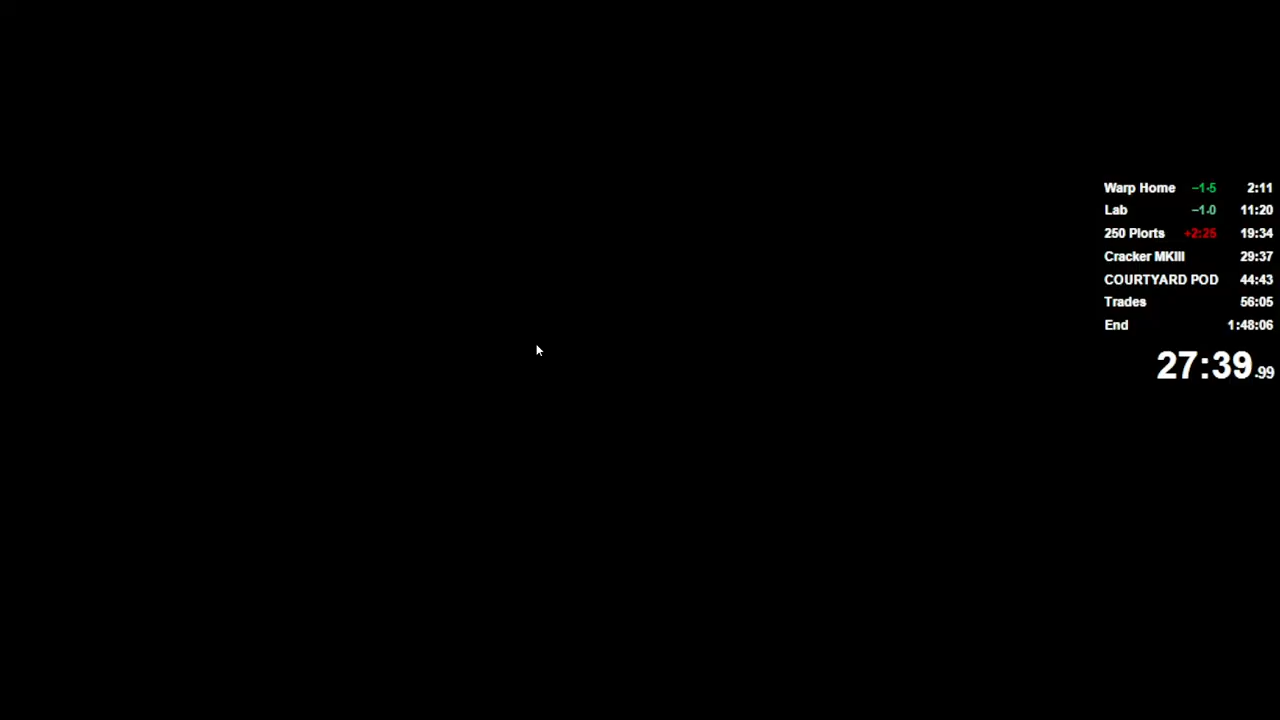 Warp Home −1.5 2:11
Lab −1.0 11:20
250 Plorts +2:25 19:34
Cracker MKIII 29:37
COURTYARD POD 44:43
Trades 56:05
End 1:48:06
27:39.99